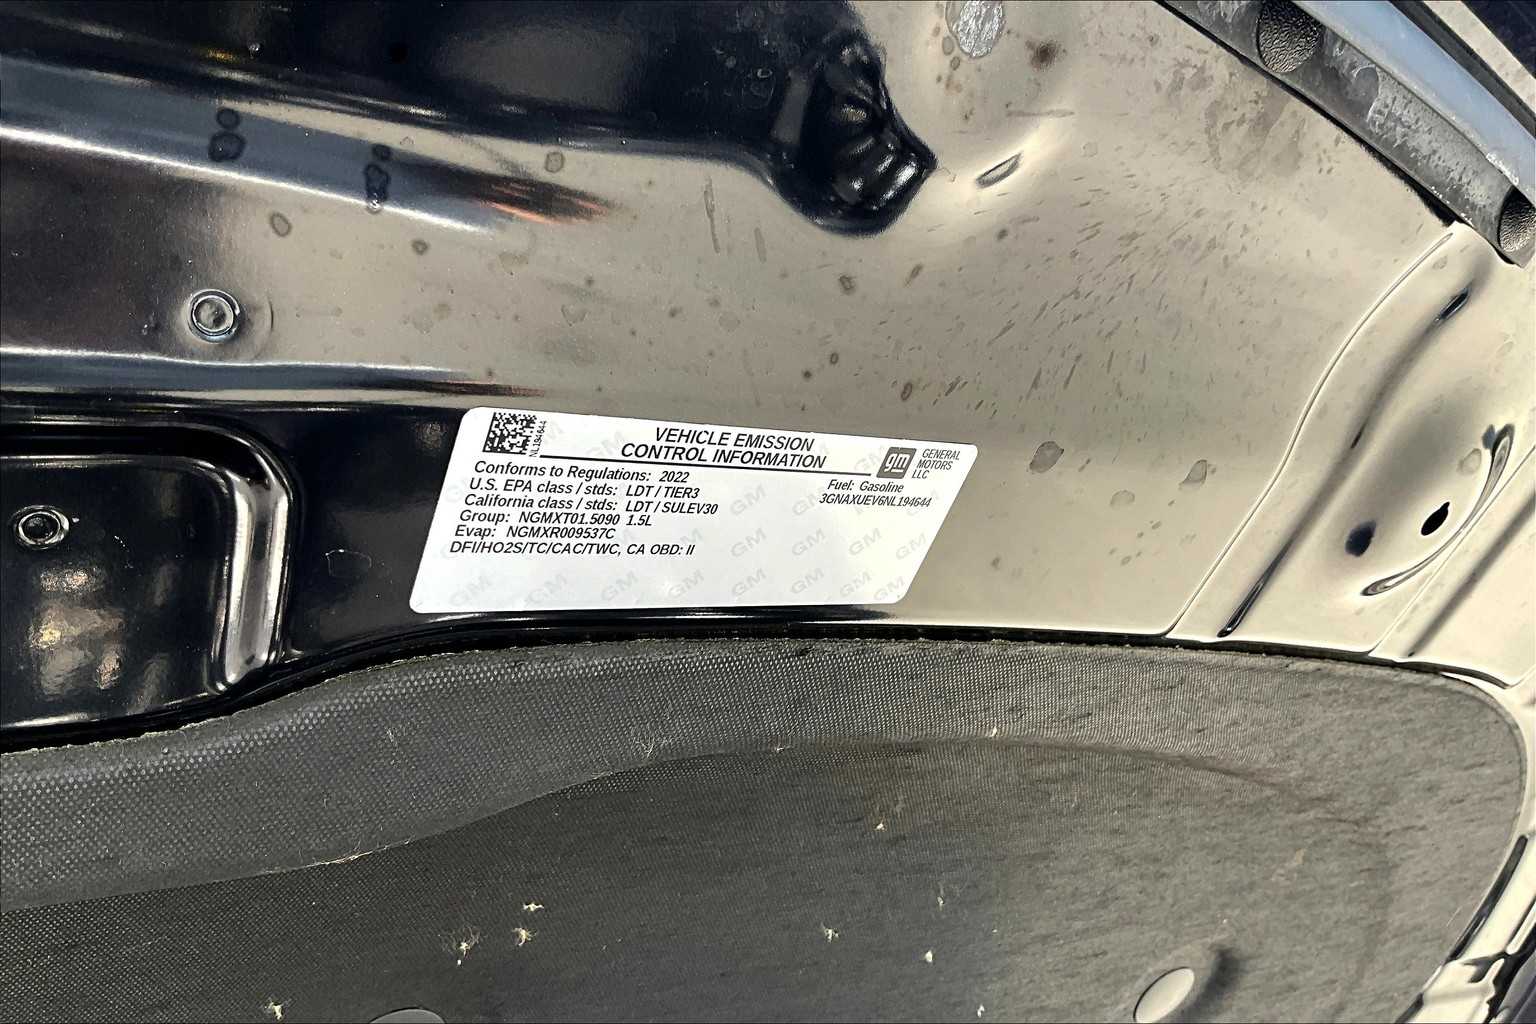 NL194644
VEHICLE EMISSION
CONTROL INFORMATION
gm
GENERAL
MOTORS
LLC
Conforms to Regulations: 2022
U.S. EPA class / stds: LDT / TIER3
California class / stds: LDT / SULEV30
Group: NGMXT01.5090 1.5L
Evap: NGMXR009537C
DFI/HO2S/TC/CAC/TWC, CA OBD: II
Fuel: Gasoline
3GNAXUEV6NL194644